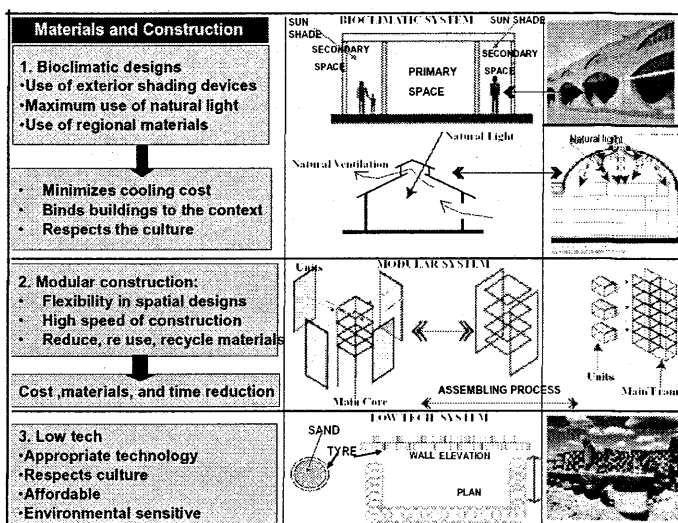 Materials and Construction
1. Bioclimatic designs
•Use of exterior shading devices
•Maximum use of natural light
•Use of regional materials
• Minimizes cooling cost
• Binds buildings to the context
• Respects the culture
BIOCLIMATIC SYSTEM
SUN SHADE
SECONDARY SPACE
PRIMARY SPACE
SUN SHADE
SECONDARY SPACE
Natural Light
Natural Ventilation
Natural light
2. Modular construction:
• Flexibility in spatial designs
• High speed of construction
• Reduce, re use, recycle materials
Cost ,materials, and time reduction
MODULAR SYSTEM
Units
Main Core
ASSEMBLING PROCESS
Units
Main Fram
3. Low tech
•Appropriate technology
•Respects culture
•Affordable
•Environmental sensitive
LOW TECH SYSTEM
SAND
TYRE
WALL ELEVATION
PLAN